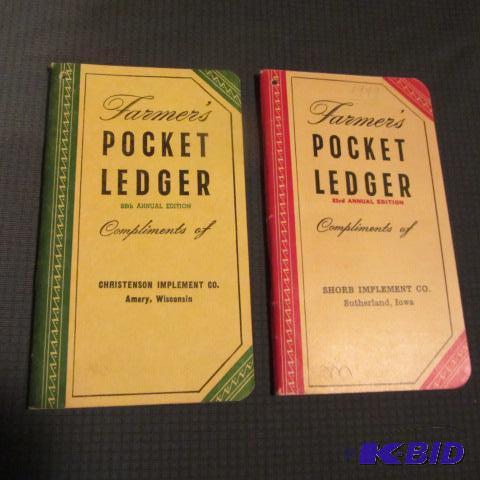 Farmer's
POCKET
LEDGER
88th ANNUAL EDITION
Compliments of
CHRISTENSON IMPLEMENT CO.
Amery, Wisconsin
Farmer's
POCKET
LEDGER
83rd ANNUAL EDITION
Compliments of
SHORB IMPLEMENT CO.
Sutherland, Iowa
K-BID